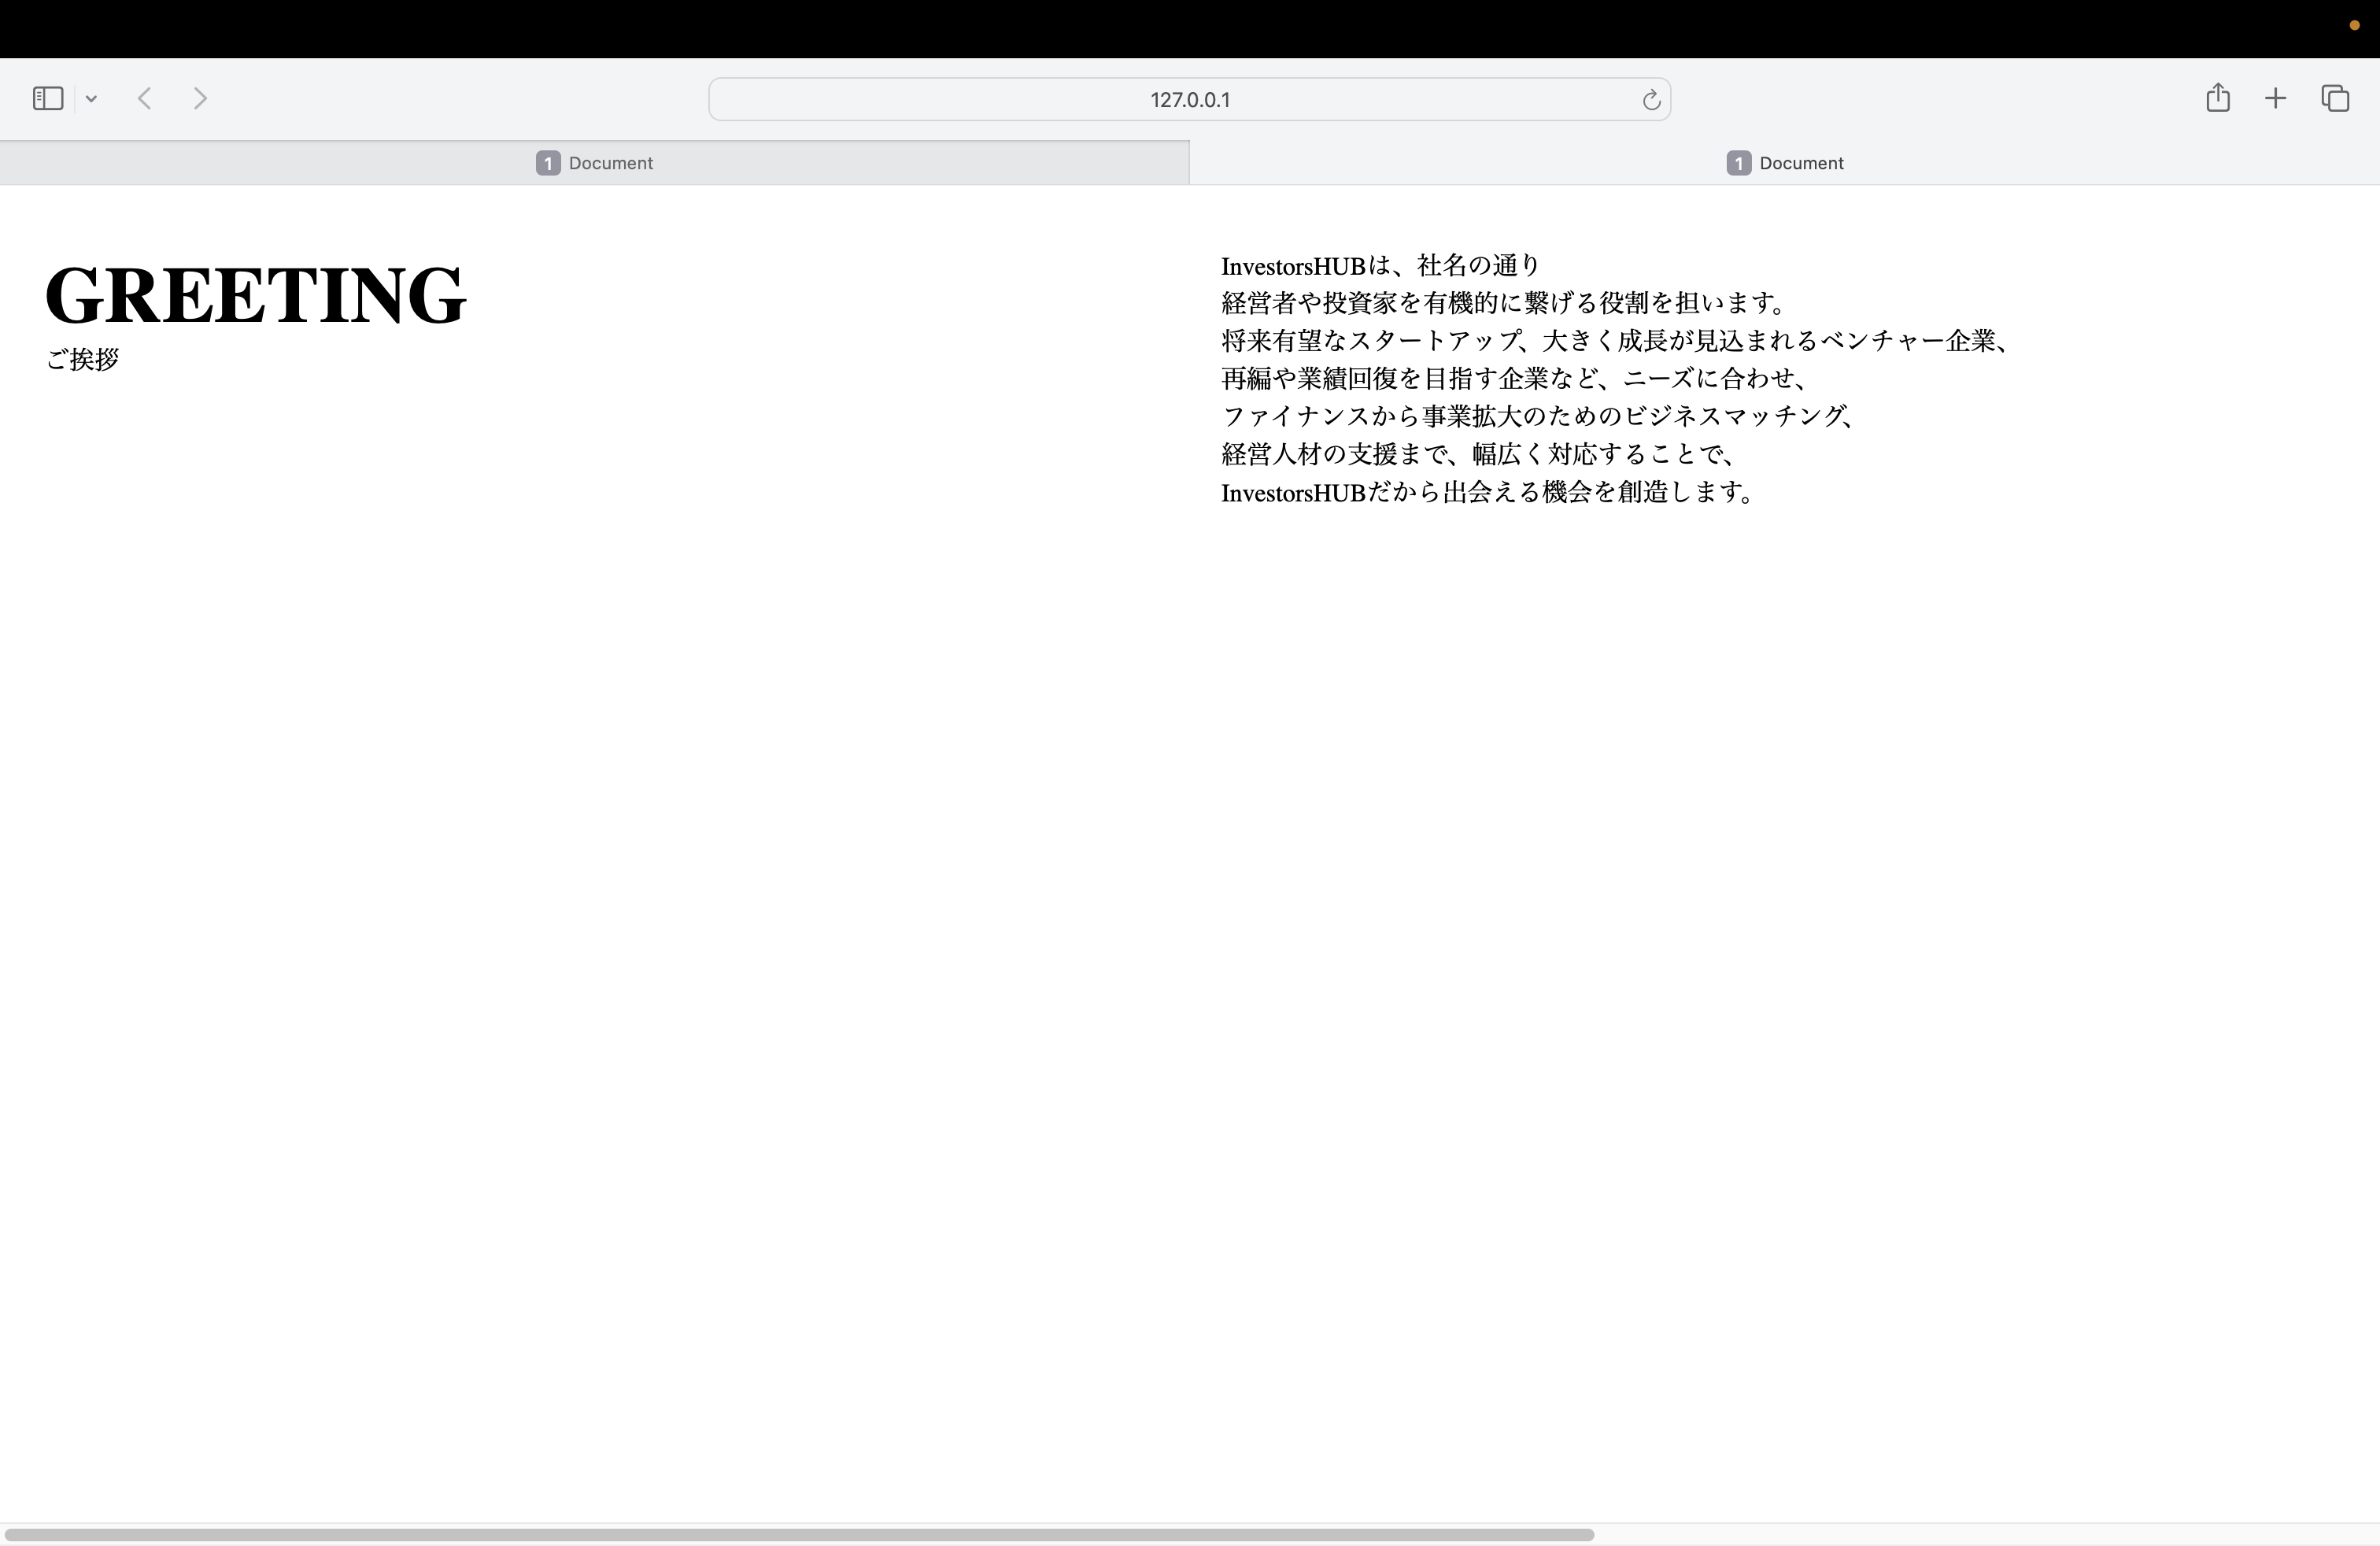 127.0.0.1
1 Document
1 Document
GREETING
ご挨拶
InvestorsHUBは、社名の通り
経営者や投資家を有機的に繋げる役割を担います。
将来有望なスタートアップ、大きく成長が見込まれるベンチャー企業、
再編や業績回復を目指す企業など、ニーズに合わせ、
ファイナンスから事業拡大のためのビジネスマッチング、
経営人材の支援まで、幅広く対応することで、
InvestorsHUBだから出会える機会を創造します。